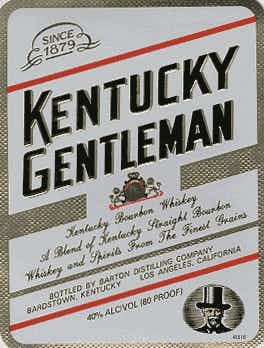 SINCE
1879
KENTUCKY
GENTLEMAN
Kentucky Bourbon Whiskey
A Blend of Kentucky Straight Bourbon
Whiskey and Spirits From The Finest Grains
BOTTLED BY BARTON DISTILLING COMPANY
BARDSTOWN, KENTUCKY LOS ANGELES, CALIFORNIA
40% ALC/VOL (80 PROOF)